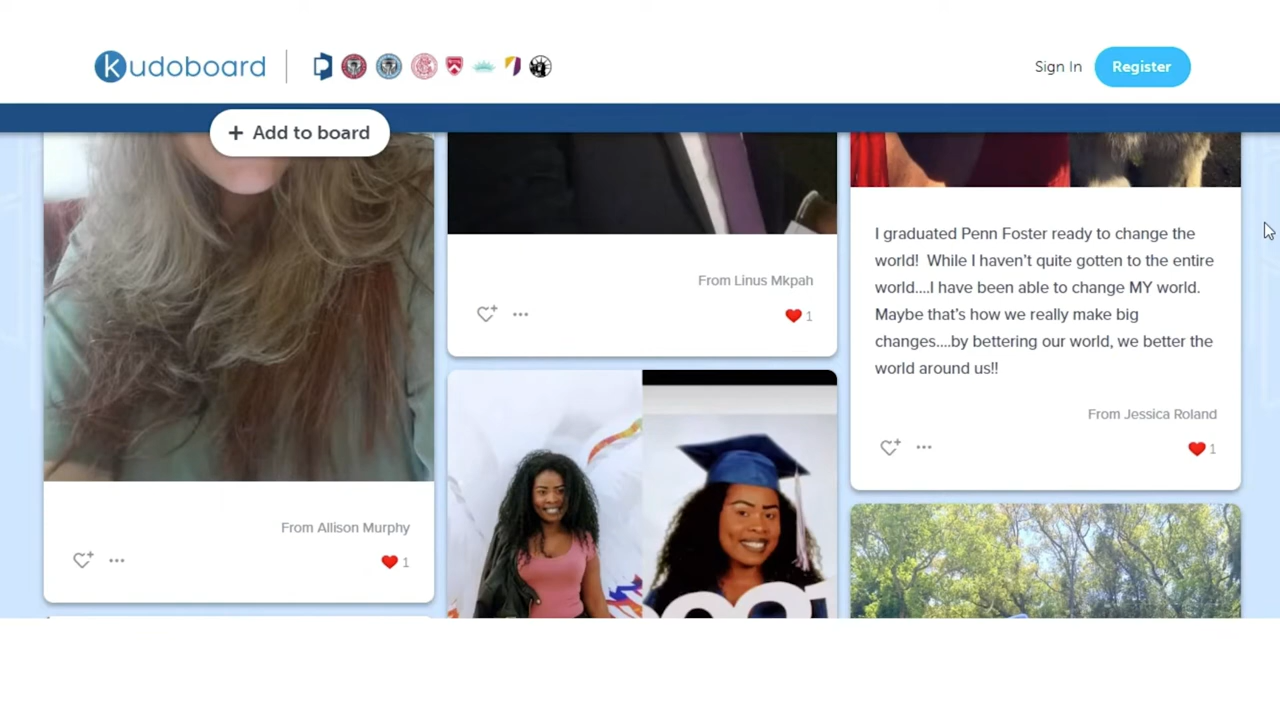 kudoboard
Sign In
Register
+ Add to board
From Allison Murphy
1
From Linus Mkpah
1
I graduated Penn Foster ready to change the
world!  While I haven’t quite gotten to the entire
world....I have been able to change MY world.
Maybe that’s how we really make big
changes....by bettering our world, we better the
world around us!!
From Jessica Roland
1